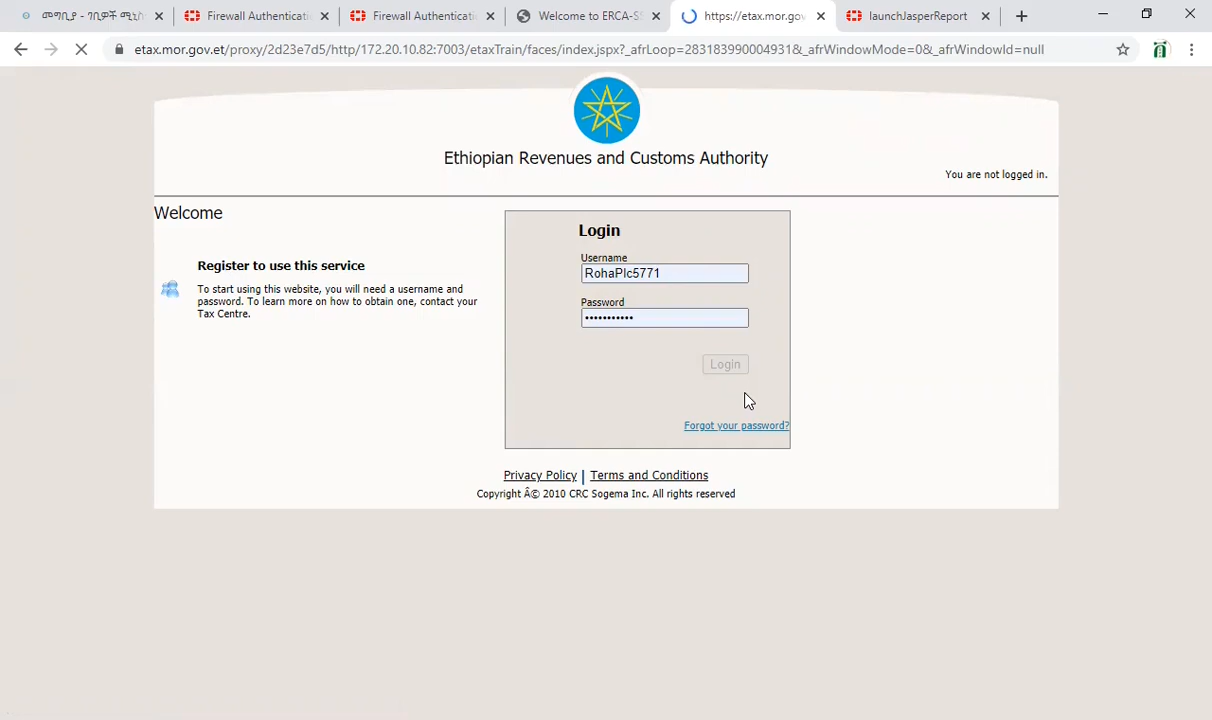 መግቢያ - ገቢዎች ሚኒስ
Firewall Authenticati
Firewall Authenticati
Welcome to ERCA-SS
https://etax.mor.gov
launchJasperReport
etax.mor.gov.et/proxy/2d23e7d5/http/172.20.10.82:7003/etaxTrain/faces/index.jspx?_afrLoop=283183990004931&_afrWindowMode=0&_afrWindowId=null
Ethiopian Revenues and Customs Authority
You are not logged in.
Welcome
Login
Register to use this service
Username
RohaPlc5771
To start using this website, you will need a username and
password. To learn more on how to obtain one, contact your
Tax Centre.
Password
•••••••••••
Login
Forgot your password?
Privacy Policy | Terms and Conditions
Copyright Â© 2010 CRC Sogema Inc. All rights reserved